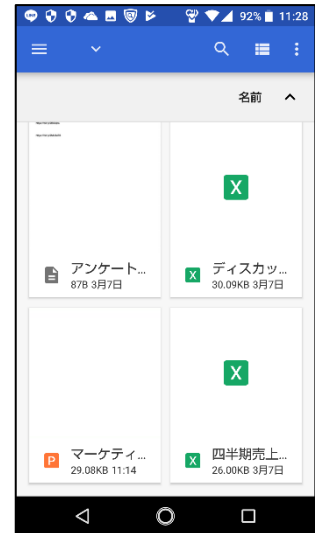 92% 11:28
名前
アンケート...
87B 3月7日
X
ディスカッ...
X 30.09KB 3月7日
P マーケティ...
29.08KB 11:14
X
四半期売上...
X 26.00KB 3月7日